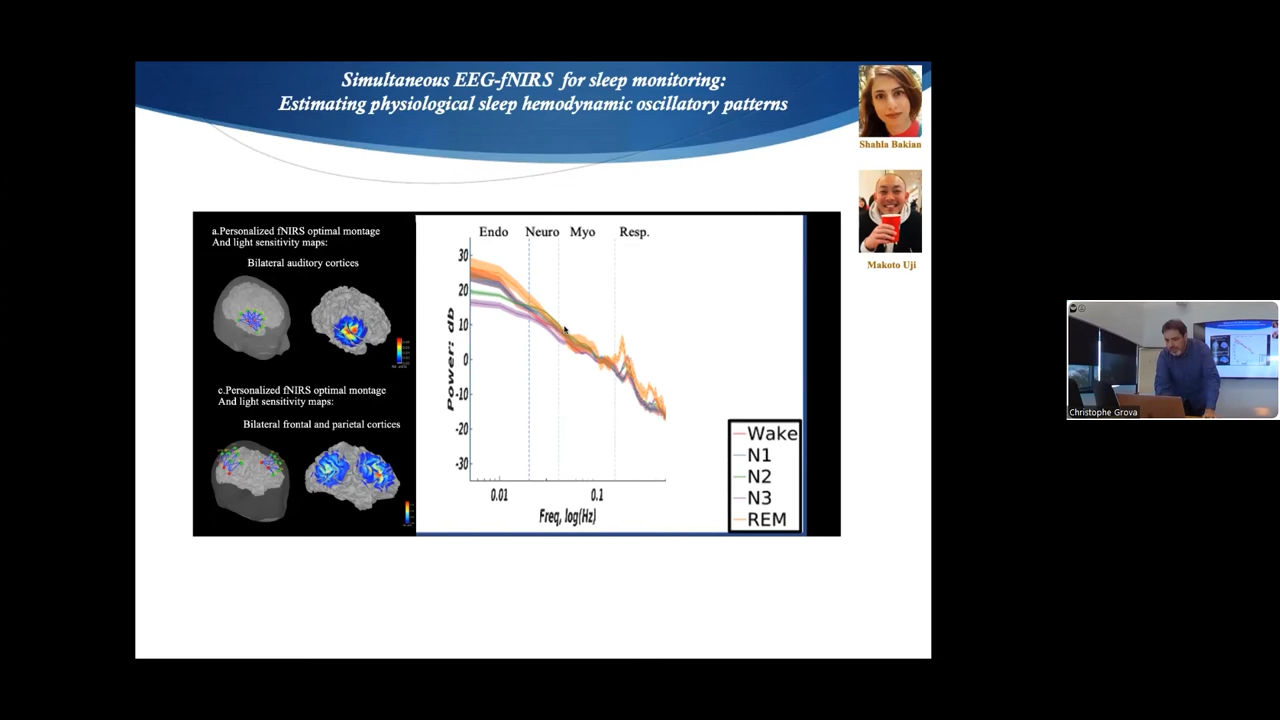 Simultaneous EEG-fNIRS for sleep monitoring:
Estimating physiological sleep hemodynamic oscillatory patterns
Shahla Bakian
Makoto Uji
a.Personalized fNIRS optimal montage
And light sensitivity maps:
Bilateral auditory cortices
c.Personalized fNIRS optimal montage
And light sensitivity maps:
Bilateral frontal and parietal cortices
Endo Neuro Myo Resp.
Power: dB
30
20
10
0
-10
-20
-30
0.01 0.1
Freq, log(Hz)
Wake
N1
N2
N3
REM
Christophe Grova